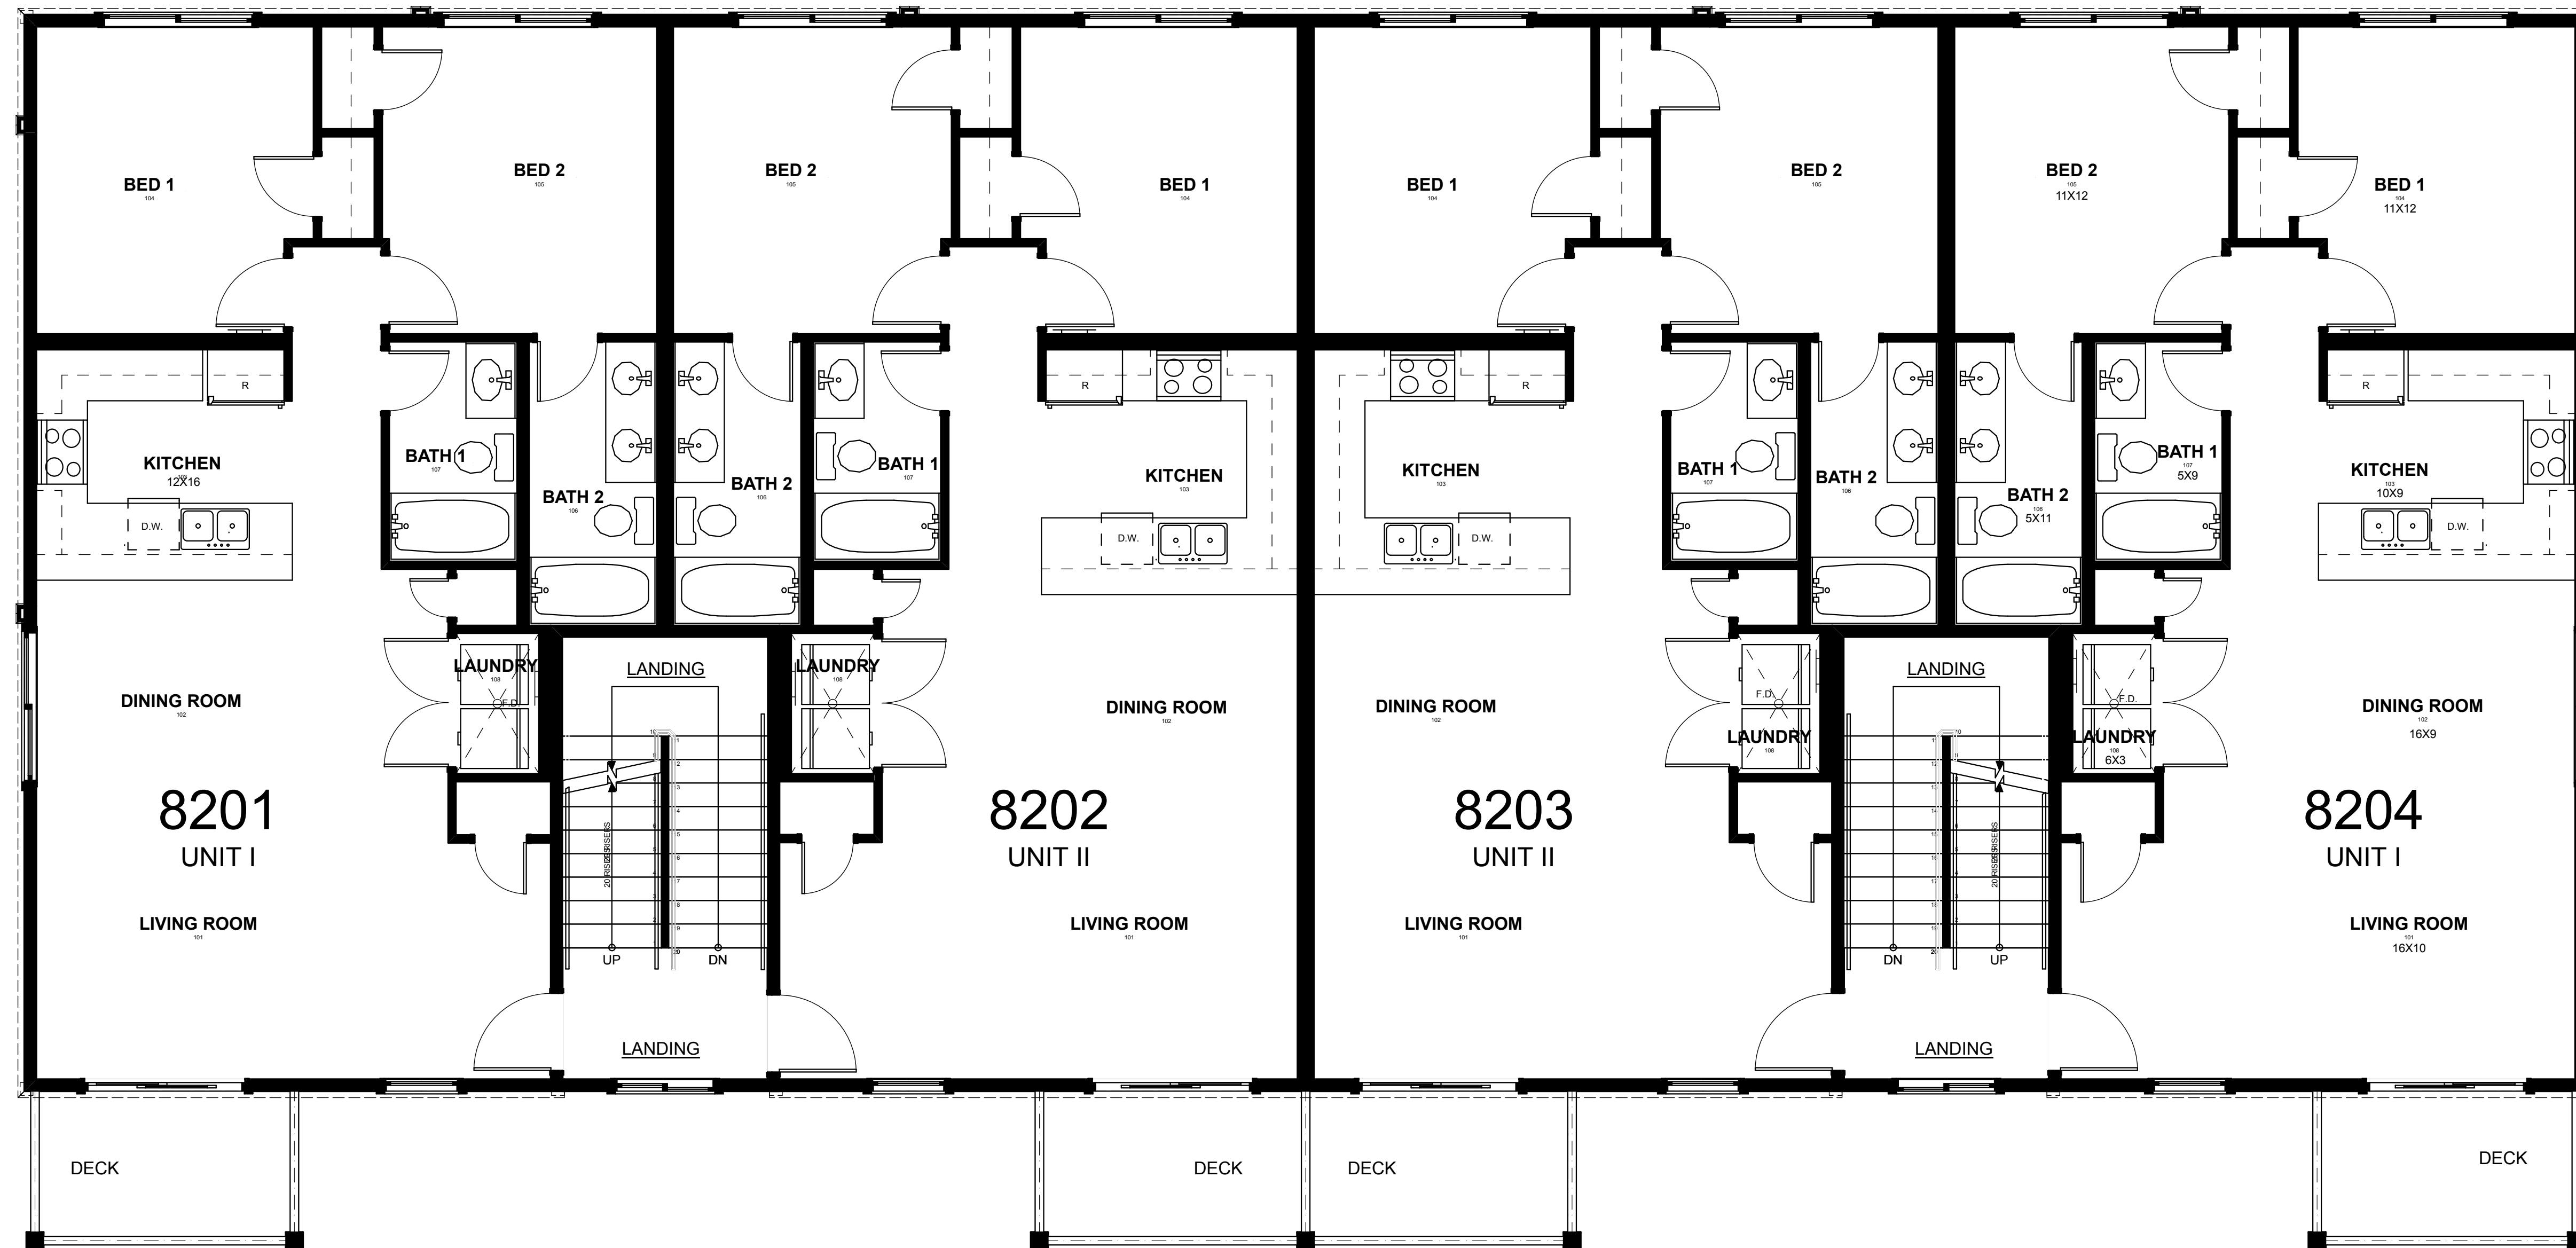 BED 1
104
BED 2
105
BED 2
105
BED 1
104
BED 1
104
BED 2
105
BED 2
105
11X12
BED 1
104
11X12
R
R
R
R
KITCHEN
12X16
D.W.
BATH 1
107
BATH 2
106
BATH 2
106
BATH 1
107
KITCHEN
103
D.W.
KITCHEN
103
D.W.
BATH 1
107
BATH 2
106
BATH 2
106
5X11
BATH 1
107
5X9
KITCHEN
103
10X9
D.W.
LAUNDRY
108
F.D.
LANDING
LAUNDRY
108
F.D.
LAUNDRY
108
LANDING
F.D.
LAUNDRY
108
6X3
DINING ROOM
102
DINING ROOM
102
DINING ROOM
102
DINING ROOM
102
16X9
8201
UNIT I
8202
UNIT II
8203
UNIT II
8204
UNIT I
20 RISERS
20 RISERS
LIVING ROOM
101
LIVING ROOM
101
LIVING ROOM
101
LIVING ROOM
101
16X10
UP
DN
DN
UP
LANDING
LANDING
DECK
DECK
DECK
DECK